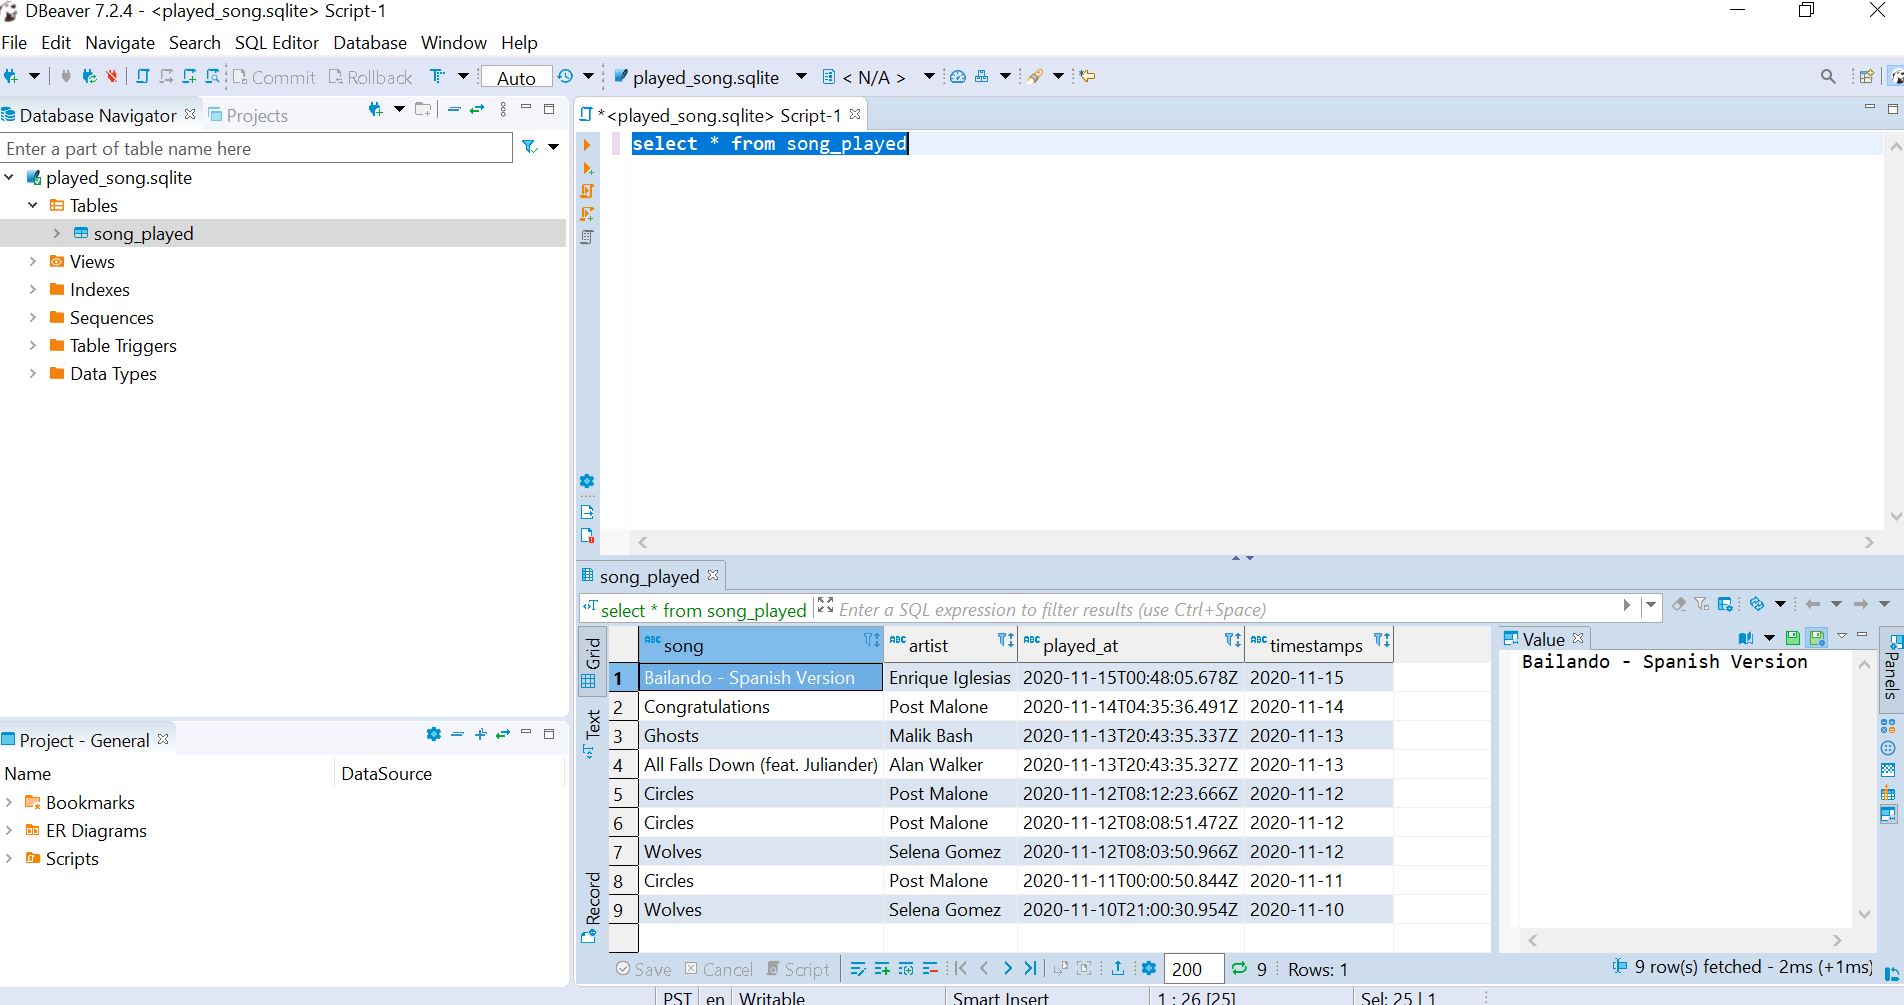 DBeaver 7.2.4 - <played_song.sqlite> Script-1
File Edit Navigate Search SQL Editor Database Window Help
Commit Rollback Auto played_song.sqlite < N/A >
Database Navigator Projects
Enter a part of table name here
played_song.sqlite
Tables
song_played
Views
Indexes
Sequences
Table Triggers
Data Types
Project - General
Name DataSource
Bookmarks
ER Diagrams
Scripts
*<played_song.sqlite> Script-1
select * from song_played
song_played
select * from song_played Enter a SQL expression to filter results (use Ctrl+Space)
Grid
Text
Record
ABC song ABC artist ABC played_at ABC timestamps
1 Bailando - Spanish Version Enrique Iglesias 2020-11-15T00:48:05.678Z 2020-11-15
2 Congratulations Post Malone 2020-11-14T04:35:36.491Z 2020-11-14
3 Ghosts Malik Bash 2020-11-13T20:43:35.337Z 2020-11-13
4 All Falls Down (feat. Juliander) Alan Walker 2020-11-13T20:43:35.327Z 2020-11-13
5 Circles Post Malone 2020-11-12T08:12:23.666Z 2020-11-12
6 Circles Post Malone 2020-11-12T08:08:51.472Z 2020-11-12
7 Wolves Selena Gomez 2020-11-12T08:03:50.966Z 2020-11-12
8 Circles Post Malone 2020-11-11T00:00:50.844Z 2020-11-11
9 Wolves Selena Gomez 2020-11-10T21:00:30.954Z 2020-11-10
Value
Bailando - Spanish Version
Panels
Save Cancel Script 200 9 Rows: 1
9 row(s) fetched - 2ms (+1ms)
PST en Writable Smart Insert 1 : 26 [25] Sel: 25 | 1